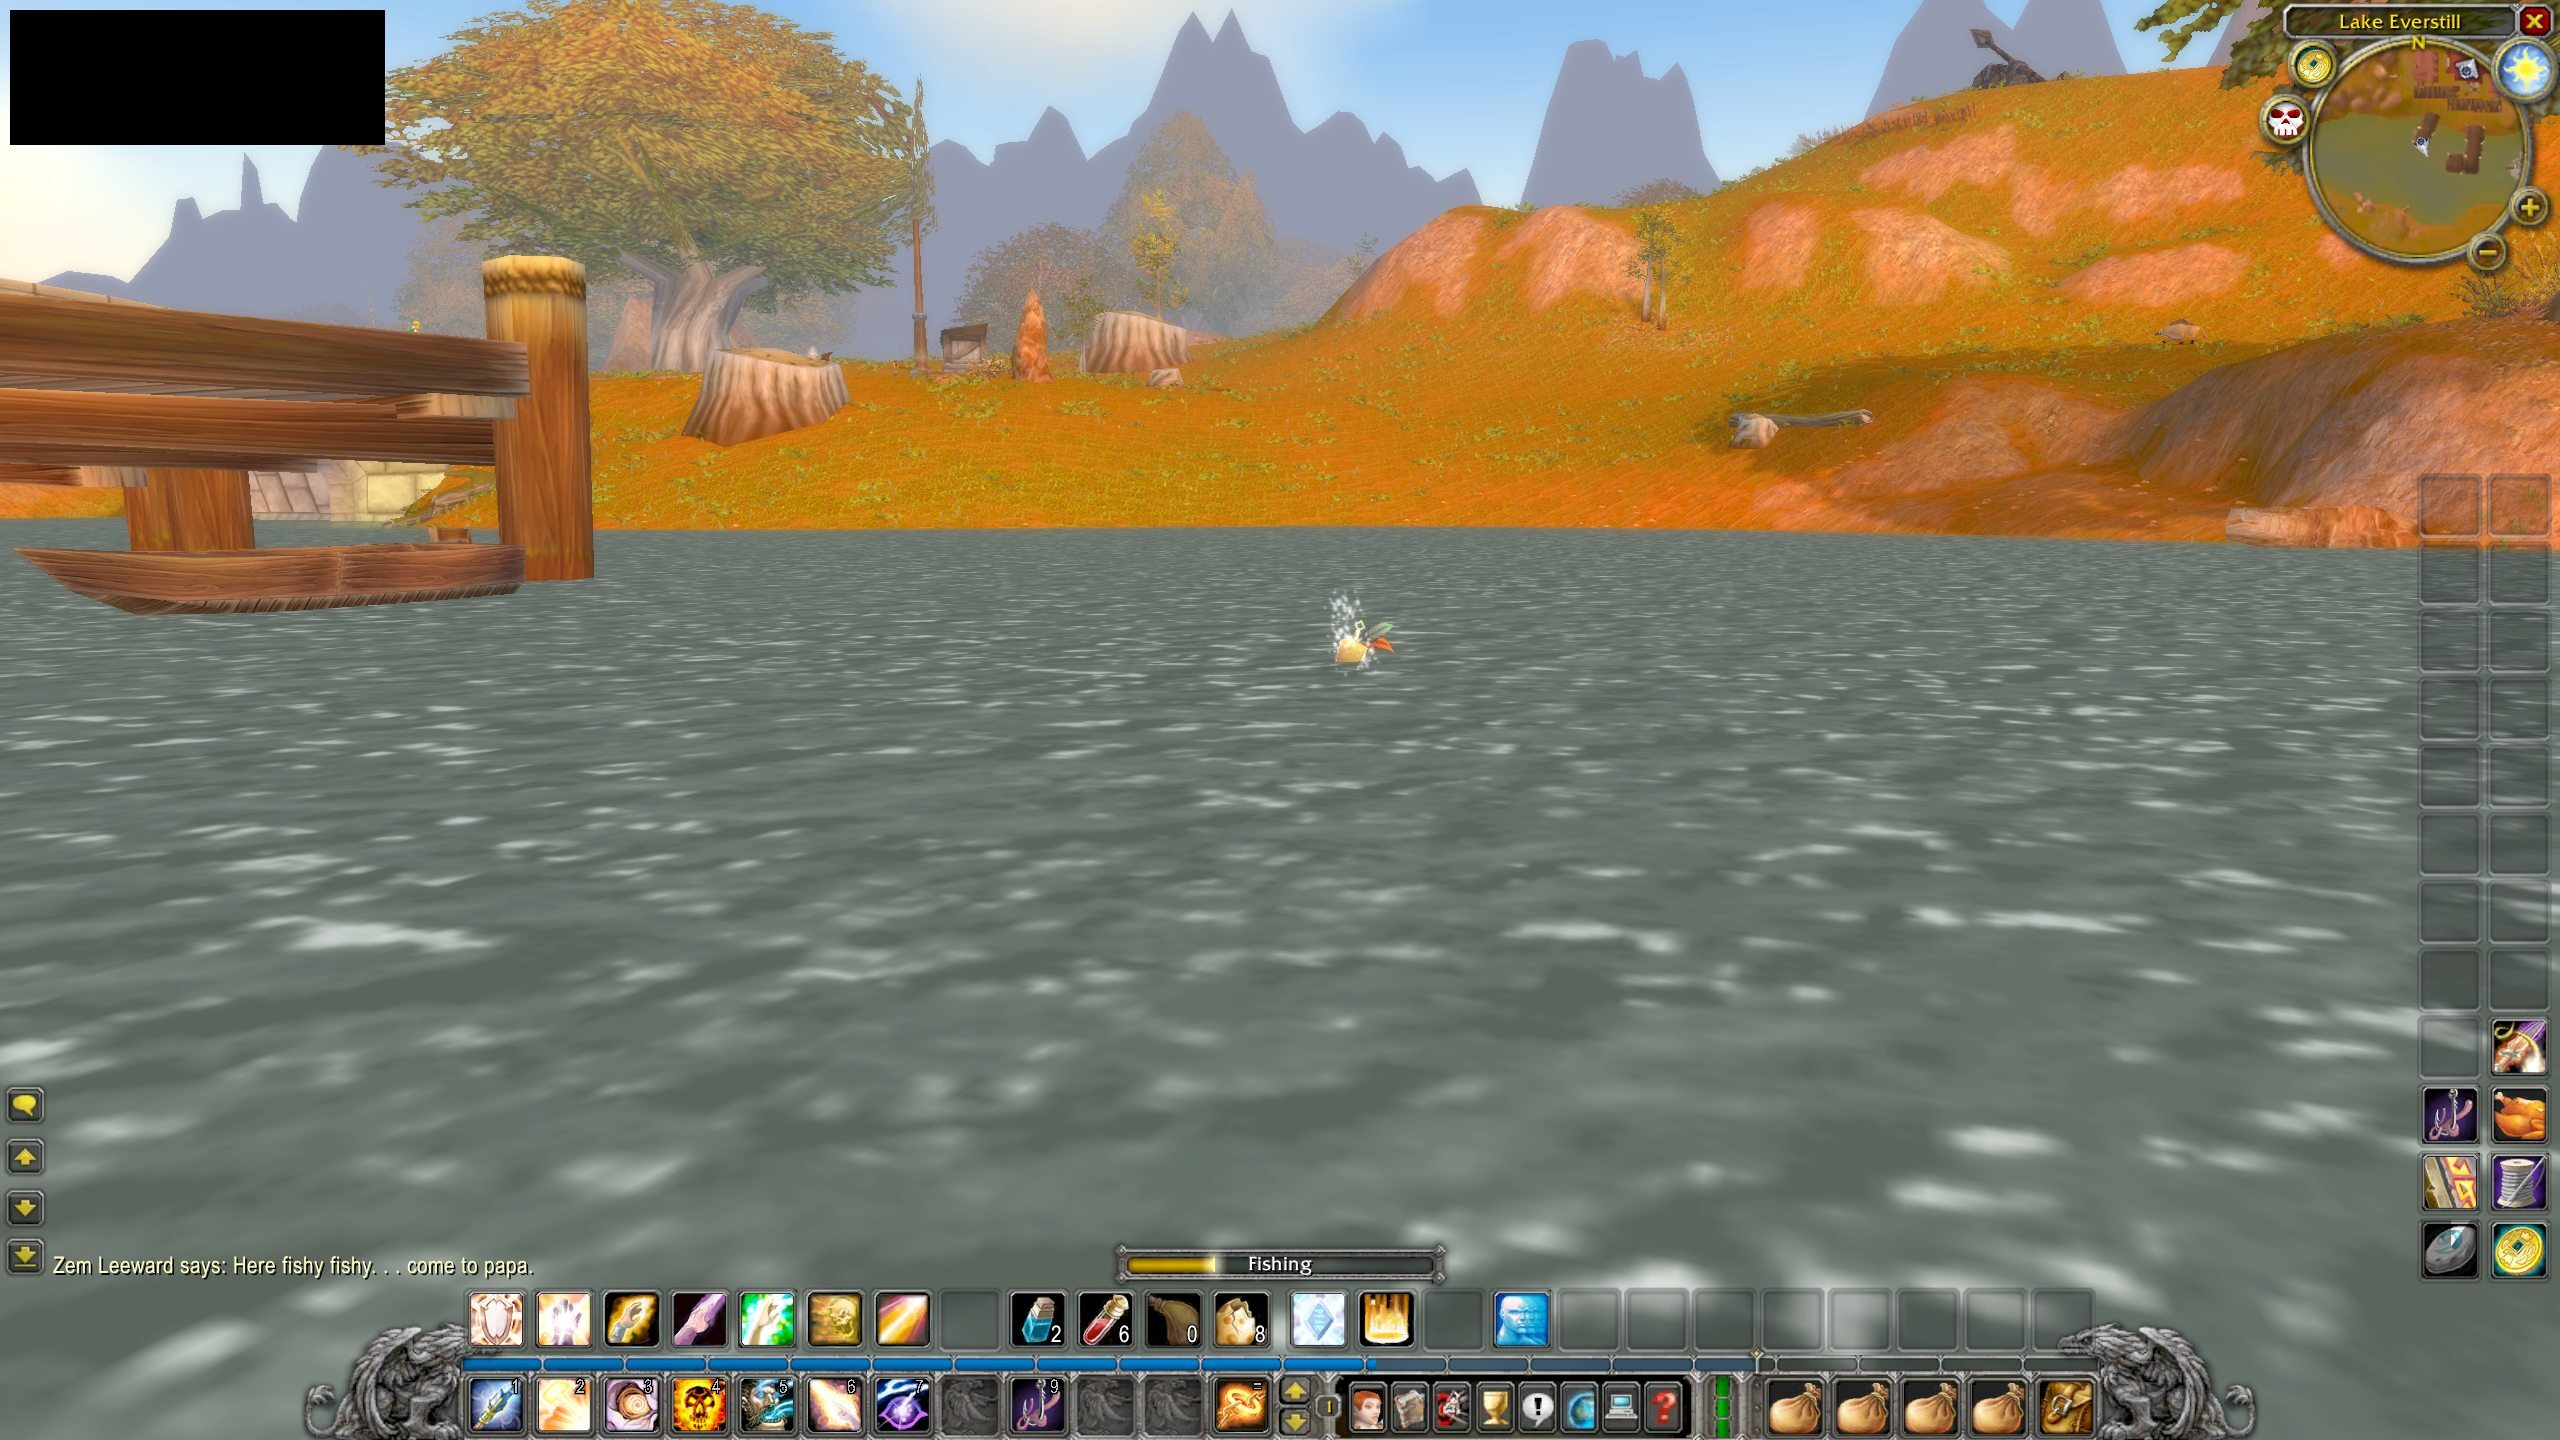 Lake Everstill
N
Zem Leeward says: Here fishy fishy. . . come to papa.
Fishing
2 6 0 8
1 2 3 4 5 6 7 9 =
1